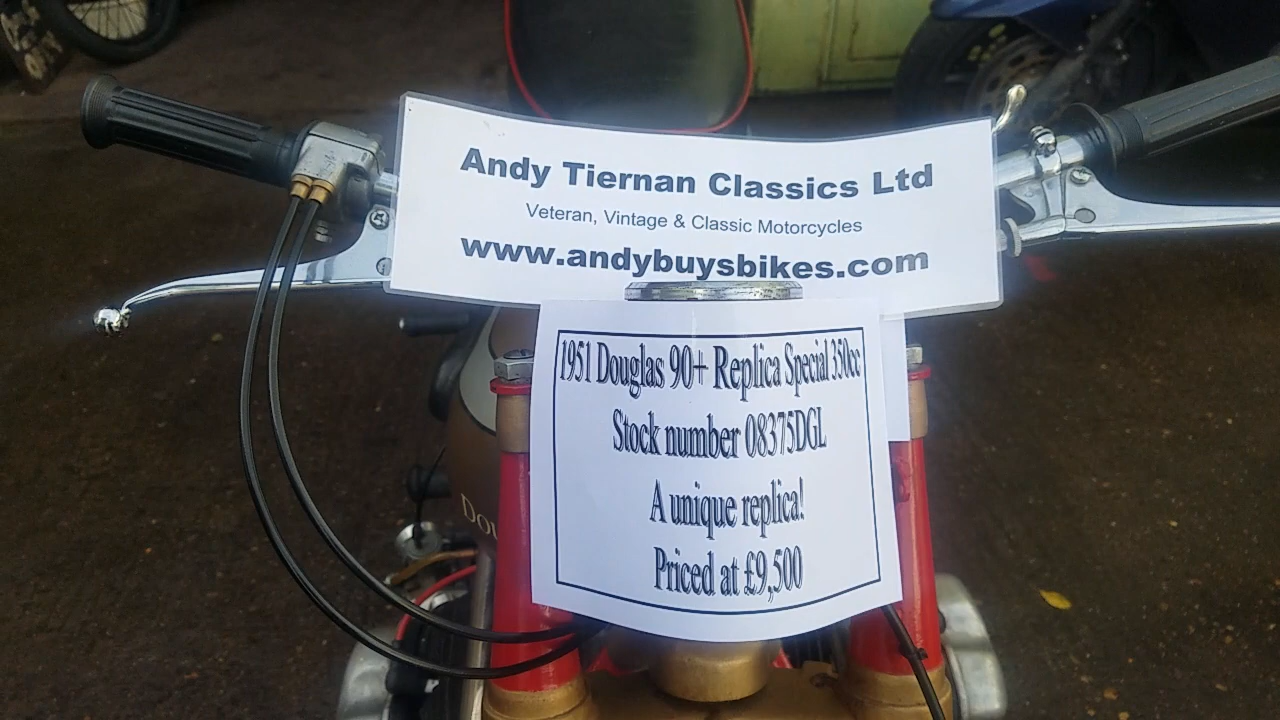 Andy Tiernan Classics Ltd
Veteran, Vintage & Classic Motorcycles
www.andybuysbikes.com
1951 Douglas 90+ Replica Special 350cc
Stock number 08375DGL
A unique replica!
Priced at £9,500